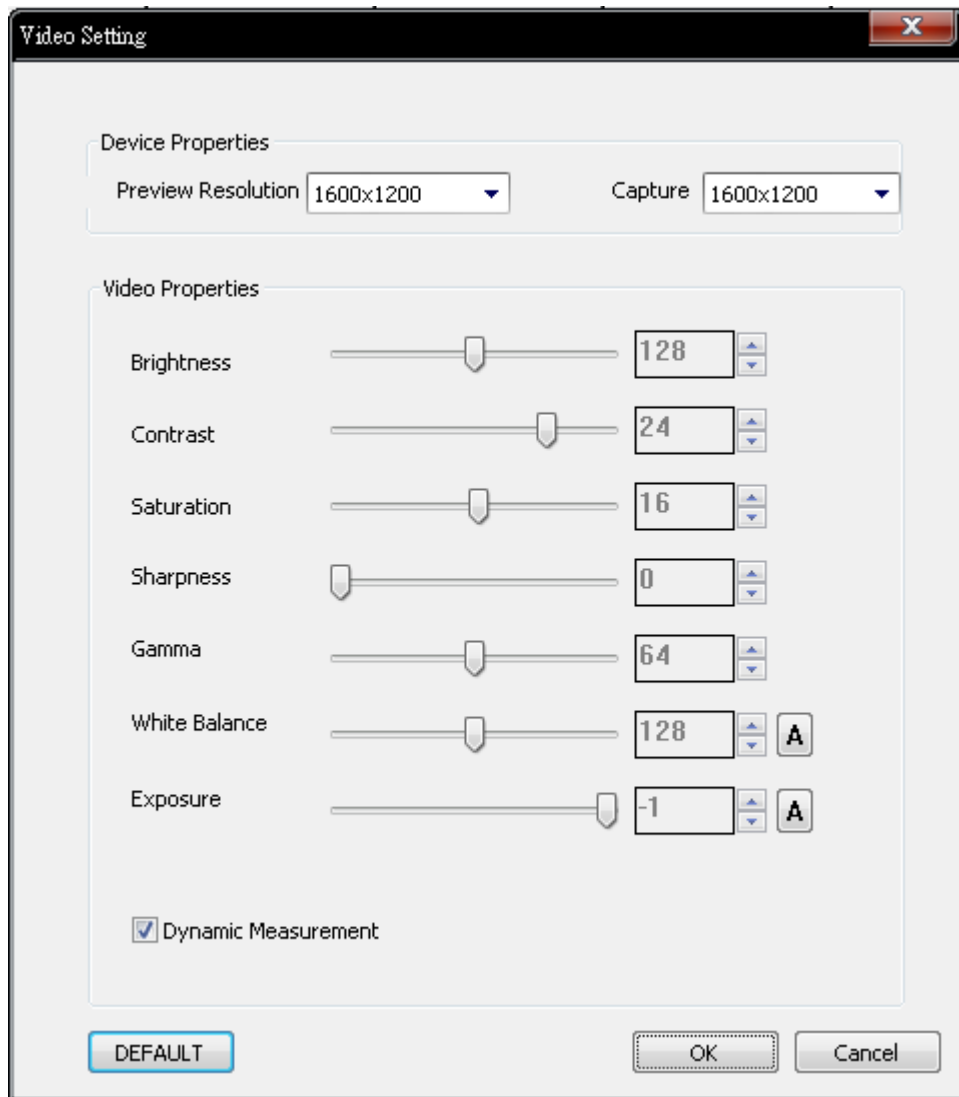 Video Setting
Device Properties
Preview Resolution 1600x1200 Capture 1600x1200
Video Properties
Brightness 128
Contrast 24
Saturation 16
Sharpness 0
Gamma 64
White Balance 128 A
Exposure -1 A
Dynamic Measurement
DEFAULT OK Cancel